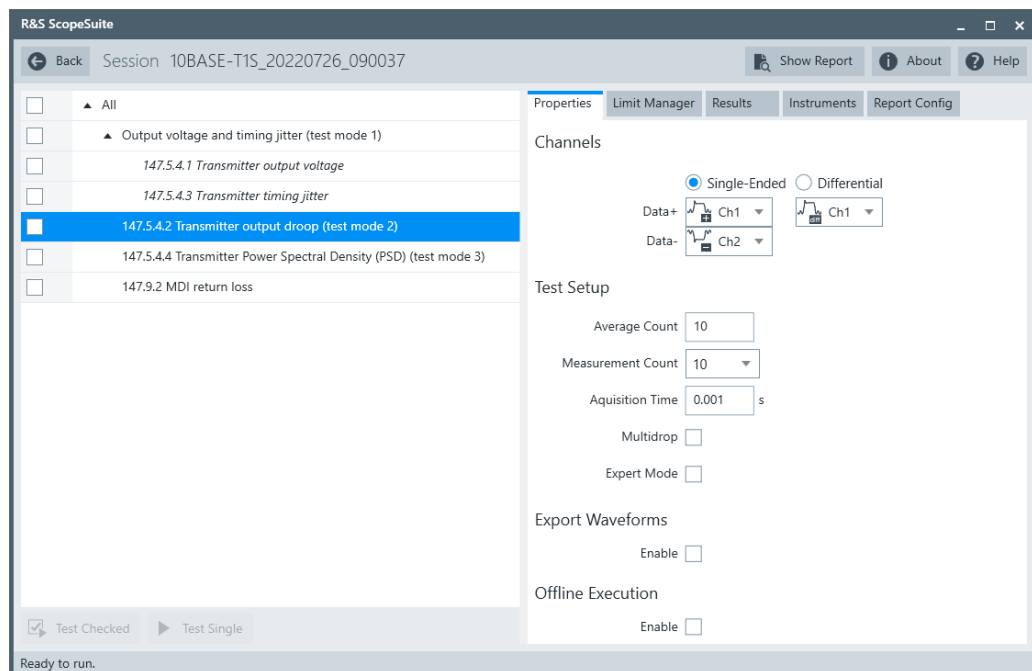 R&S ScopeSuite
Back Session 10BASE-T1S_20220726_090037 Show Report About Help
All
Output voltage and timing jitter (test mode 1)
147.5.4.1 Transmitter output voltage
147.5.4.3 Transmitter timing jitter
147.5.4.2 Transmitter output droop (test mode 2)
147.5.4.4 Transmitter Power Spectral Density (PSD) (test mode 3)
147.9.2 MDI return loss
Test Checked Test Single
Properties Limit Manager Results Instruments Report Config
Channels
Single-Ended Differential
Data+ Ch1 diff Ch1
Data- Ch2
Test Setup
Average Count 10
Measurement Count 10
Aquisition Time 0.001 s
Multidrop
Expert Mode
Export Waveforms
Enable
Offline Execution
Enable
Ready to run.